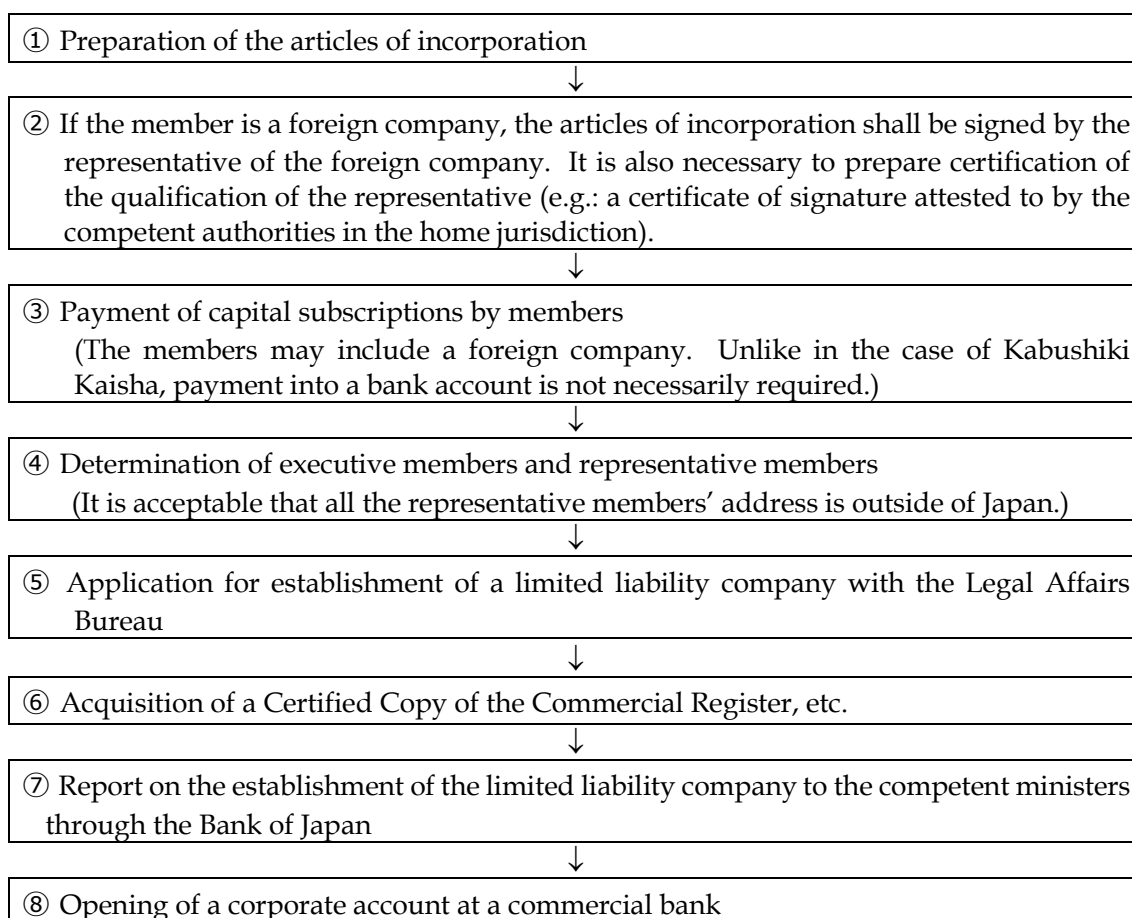 ① Preparation of the articles of incorporation
↓
② If the member is a foreign company, the articles of incorporation shall be signed by the
representative of the foreign company. It is also necessary to prepare certification of
the qualification of the representative (e.g.: a certificate of signature attested to by the
competent authorities in the home jurisdiction).
↓
③ Payment of capital subscriptions by members
(The members may include a foreign company. Unlike in the case of Kabushiki
Kaisha, payment into a bank account is not necessarily required.)
↓
④ Determination of executive members and representative members
(It is acceptable that all the representative members’ address is outside of Japan.)
↓
⑤ Application for establishment of a limited liability company with the Legal Affairs
Bureau
↓
⑥ Acquisition of a Certified Copy of the Commercial Register, etc.
↓
⑦ Report on the establishment of the limited liability company to the competent ministers
through the Bank of Japan
↓
⑧ Opening of a corporate account at a commercial bank